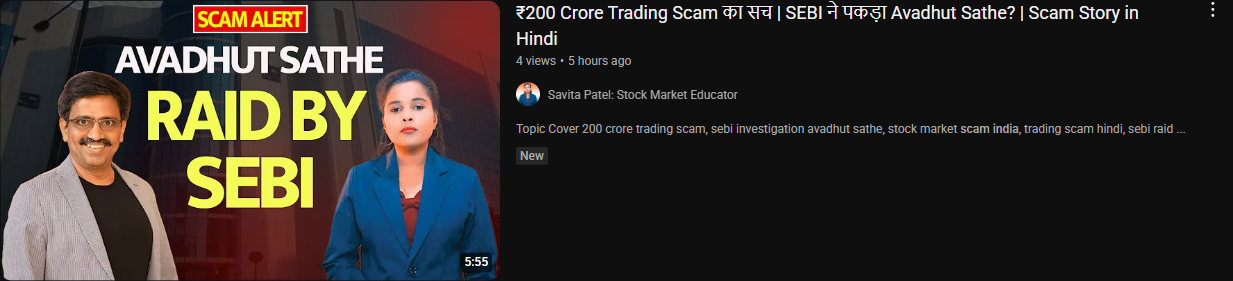 SCAM ALERT
AVADHUT SATHE
RAID BY
SEBI
5:55
₹200 Crore Trading Scam का सच | SEBI ने पकड़ा Avadhut Sathe? | Scam Story in
Hindi
4 views • 5 hours ago
Savita Patel: Stock Market Educator
Topic Cover 200 crore trading scam, sebi investigation avadhut sathe, stock market scam india, trading scam hindi, sebi raid ...
New